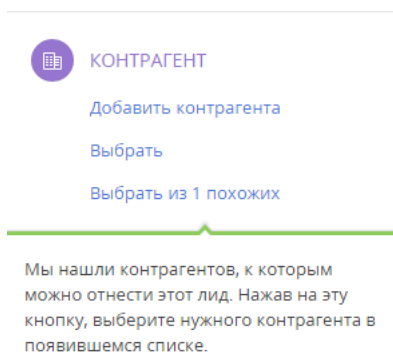 КОНТРАГЕНТ
Добавить контрагента
Выбрать
Выбрать из 1 похожих
Мы нашли контрагентов, к которым
можно отнести этот лид. Нажав на эту
кнопку, выберите нужного контрагента в
появившемся списке.